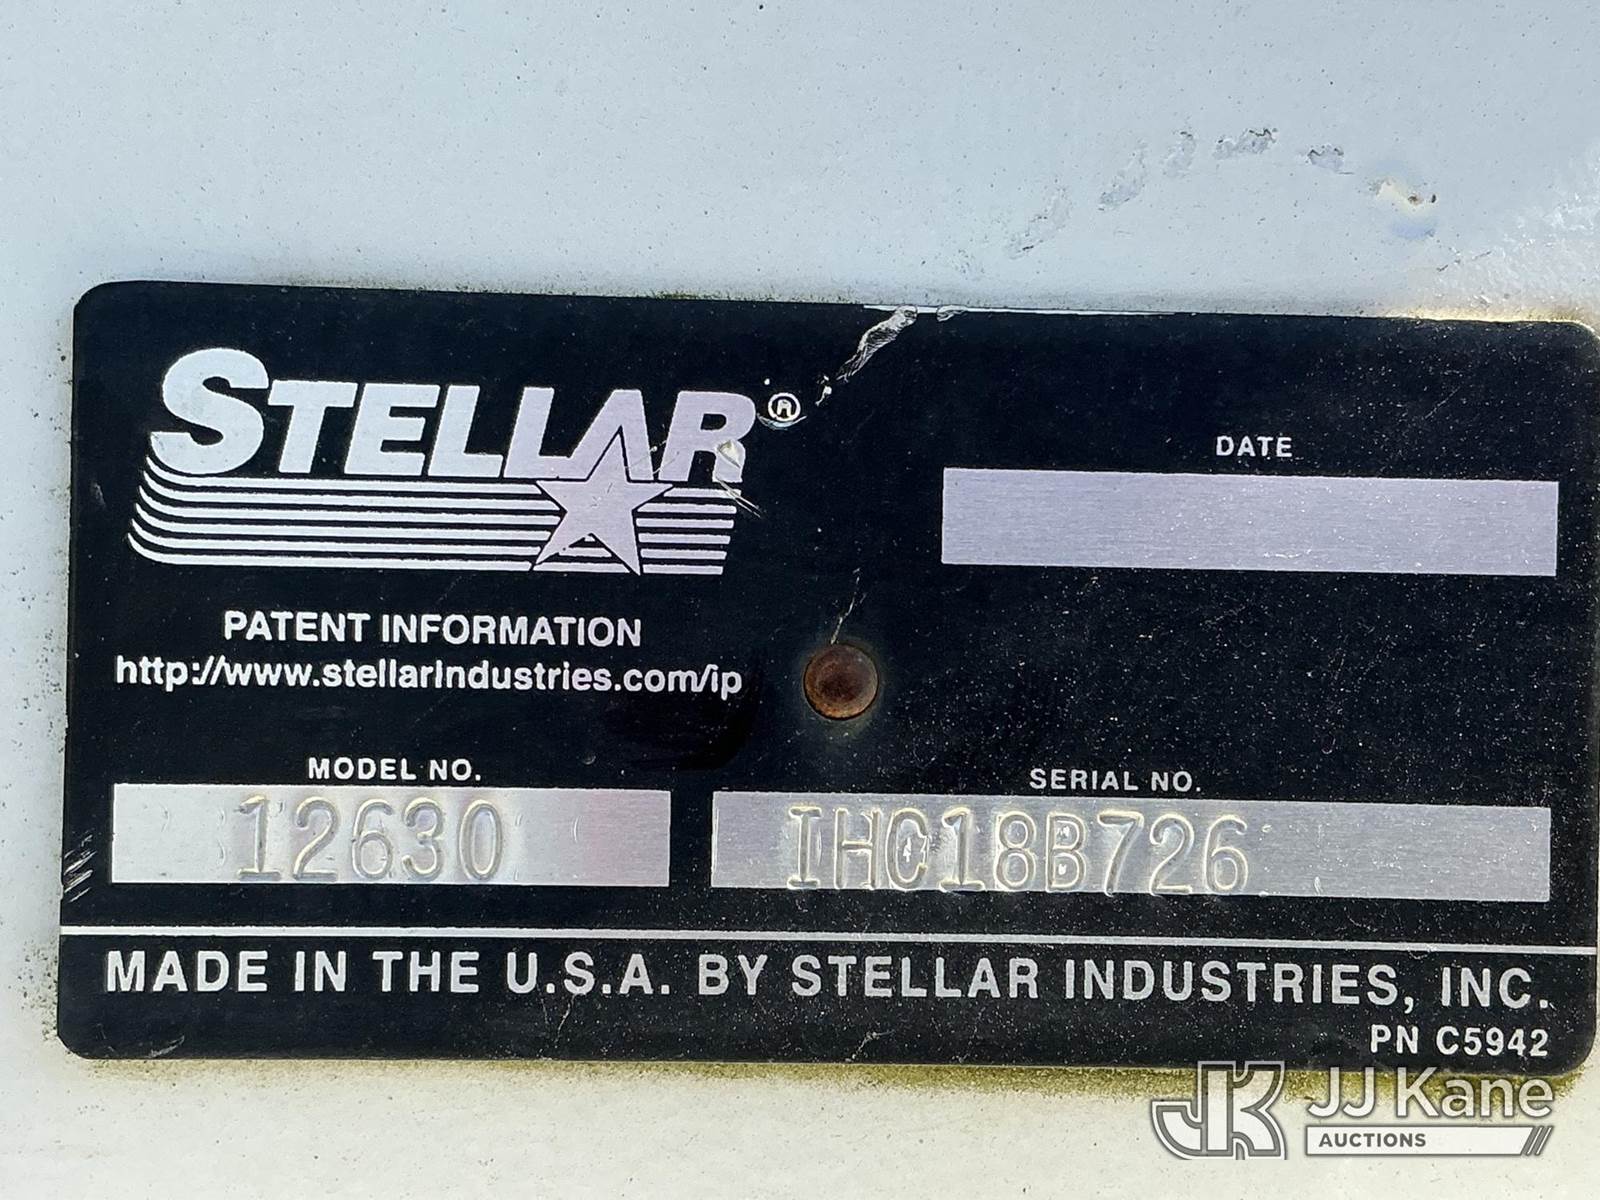 STELLAR®
DATE
PATENT INFORMATION
http://www.stellarindustries.com/ip
MODEL NO.
12630
SERIAL NO.
IHC18B726
MADE IN THE U.S.A. BY STELLAR INDUSTRIES, INC.
PN C5942
JK JJ Kane
AUCTIONS